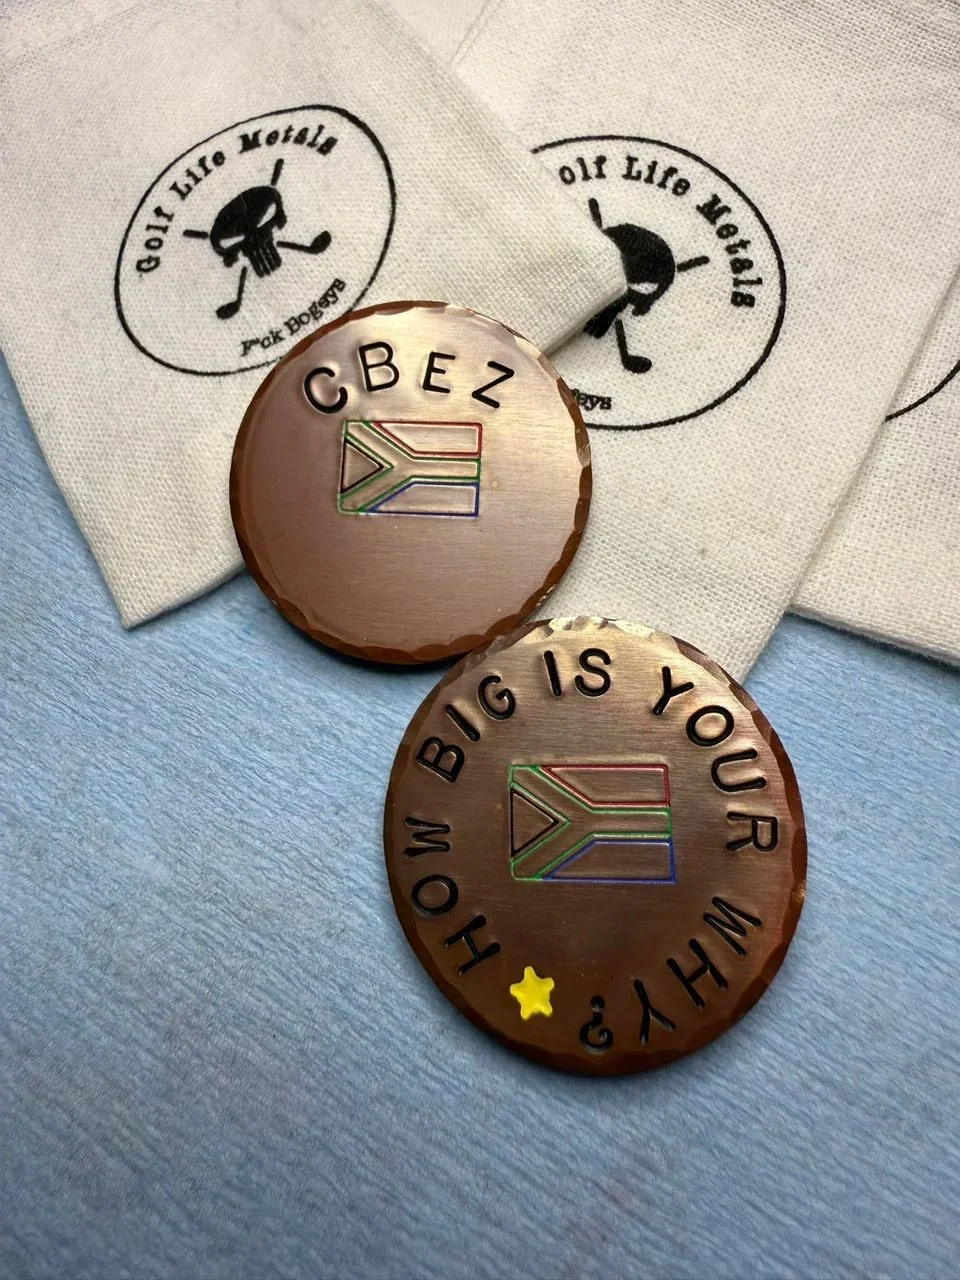 Golf Life Metals
F*ck Bogeys
olf Life Metals
CBEZ
HOW BIG IS YOUR WHY?